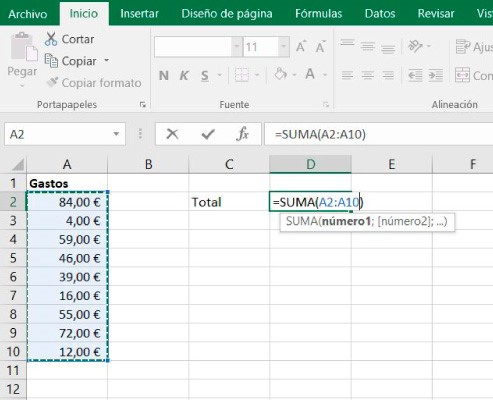 Archivo Inicio Insertar Diseño de página Fórmulas Datos Revisar Vis
Cortar
Copiar
Copiar formato
Pegar
11
A A
Ajus
N K S A
Com
Portapapeles Fuente Alineación
A2 fx =SUMA(A2:A10)
A B C D E F
1 Gastos
2 84,00 € Total =SUMA(A2:A10)
3 4,00 € SUMA(número1; [número2]; ...)
4 59,00 €
5 46,00 €
6 39,00 €
7 16,00 €
8 55,00 €
9 72,00 €
10 12,00 €
11
12